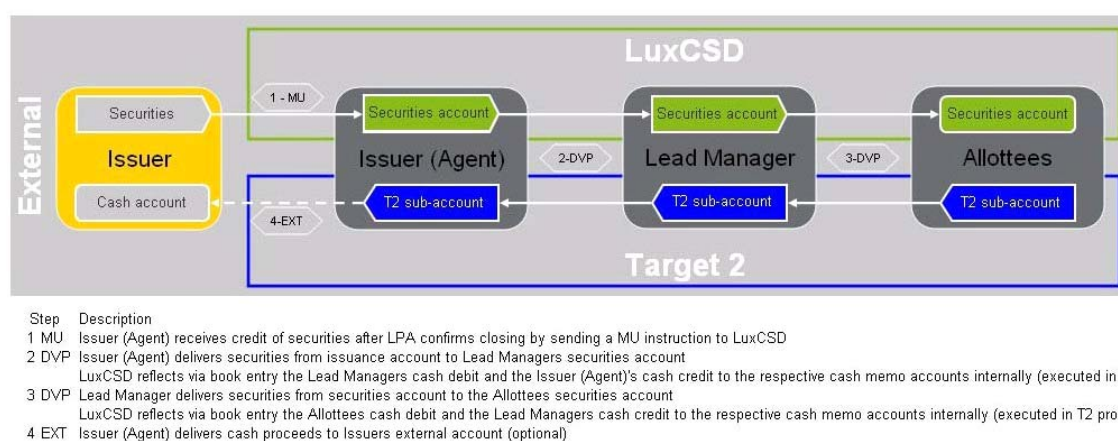 LuxCSD
External
1 - MU
Securities
Securities account
Securities account
Securities account
Issuer
Issuer (Agent)
2-DVP
Lead Manager
3-DVP
Allottees
Cash account
T2 sub-account
T2 sub-account
T2 sub-account
4-EXT
Target 2
Step Description
1 MU Issuer (Agent) receives credit of securities after LPA confirms closing by sending a MU instruction to LuxCSD
2 DVP Issuer (Agent) delivers securities from issuance account to Lead Managers securities account
LuxCSD reflects via book entry the Lead Managers cash debit and the Issuer (Agent)'s cash credit to the respective cash memo accounts internally (executed in
3 DVP Lead Manager delivers securities from securities account to the Allottees securities account
LuxCSD reflects via book entry the Allottees cash debit and the Lead Managers cash credit to the respective cash memo accounts internally (executed in T2 pro
4 EXT Issuer (Agent) delivers cash proceeds to Issuers external account (optional)